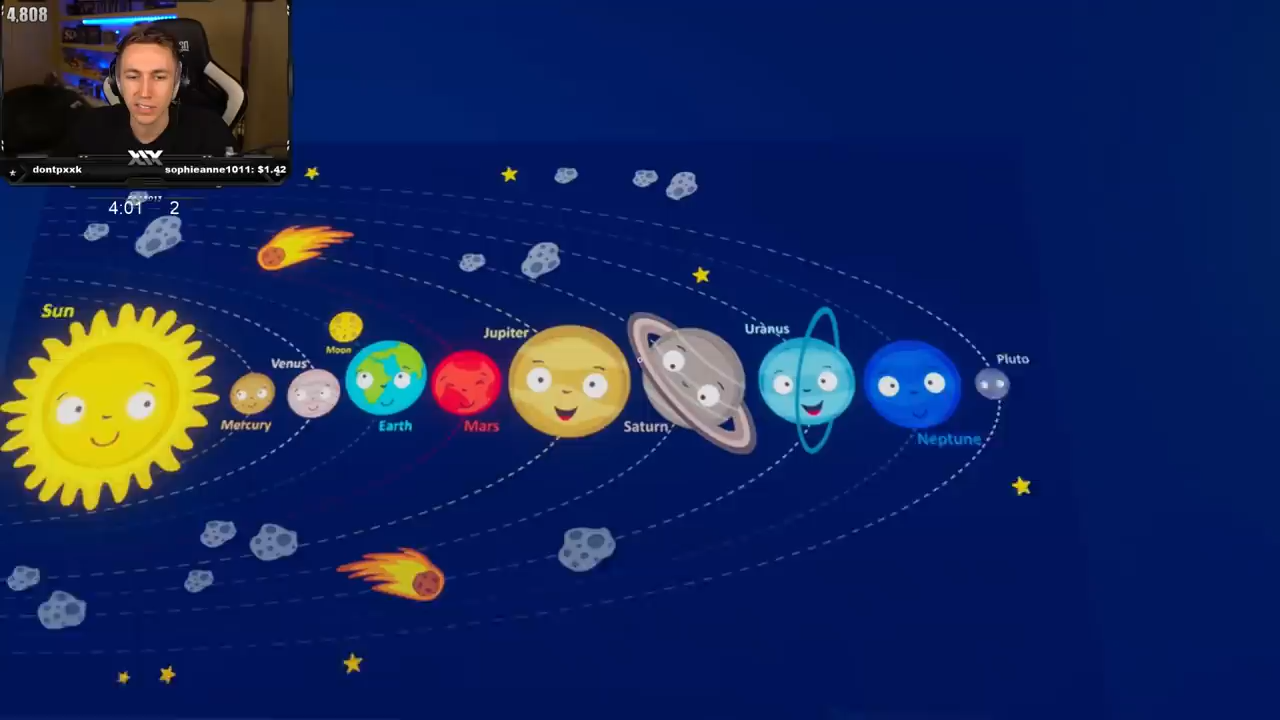 4,808
dontpxxk
sophieanne1011: $1.42
4:01
2
Sun
Mercury
Venus
Moon
Earth
Mars
Jupiter
Saturn
Uranus
Neptune
Pluto